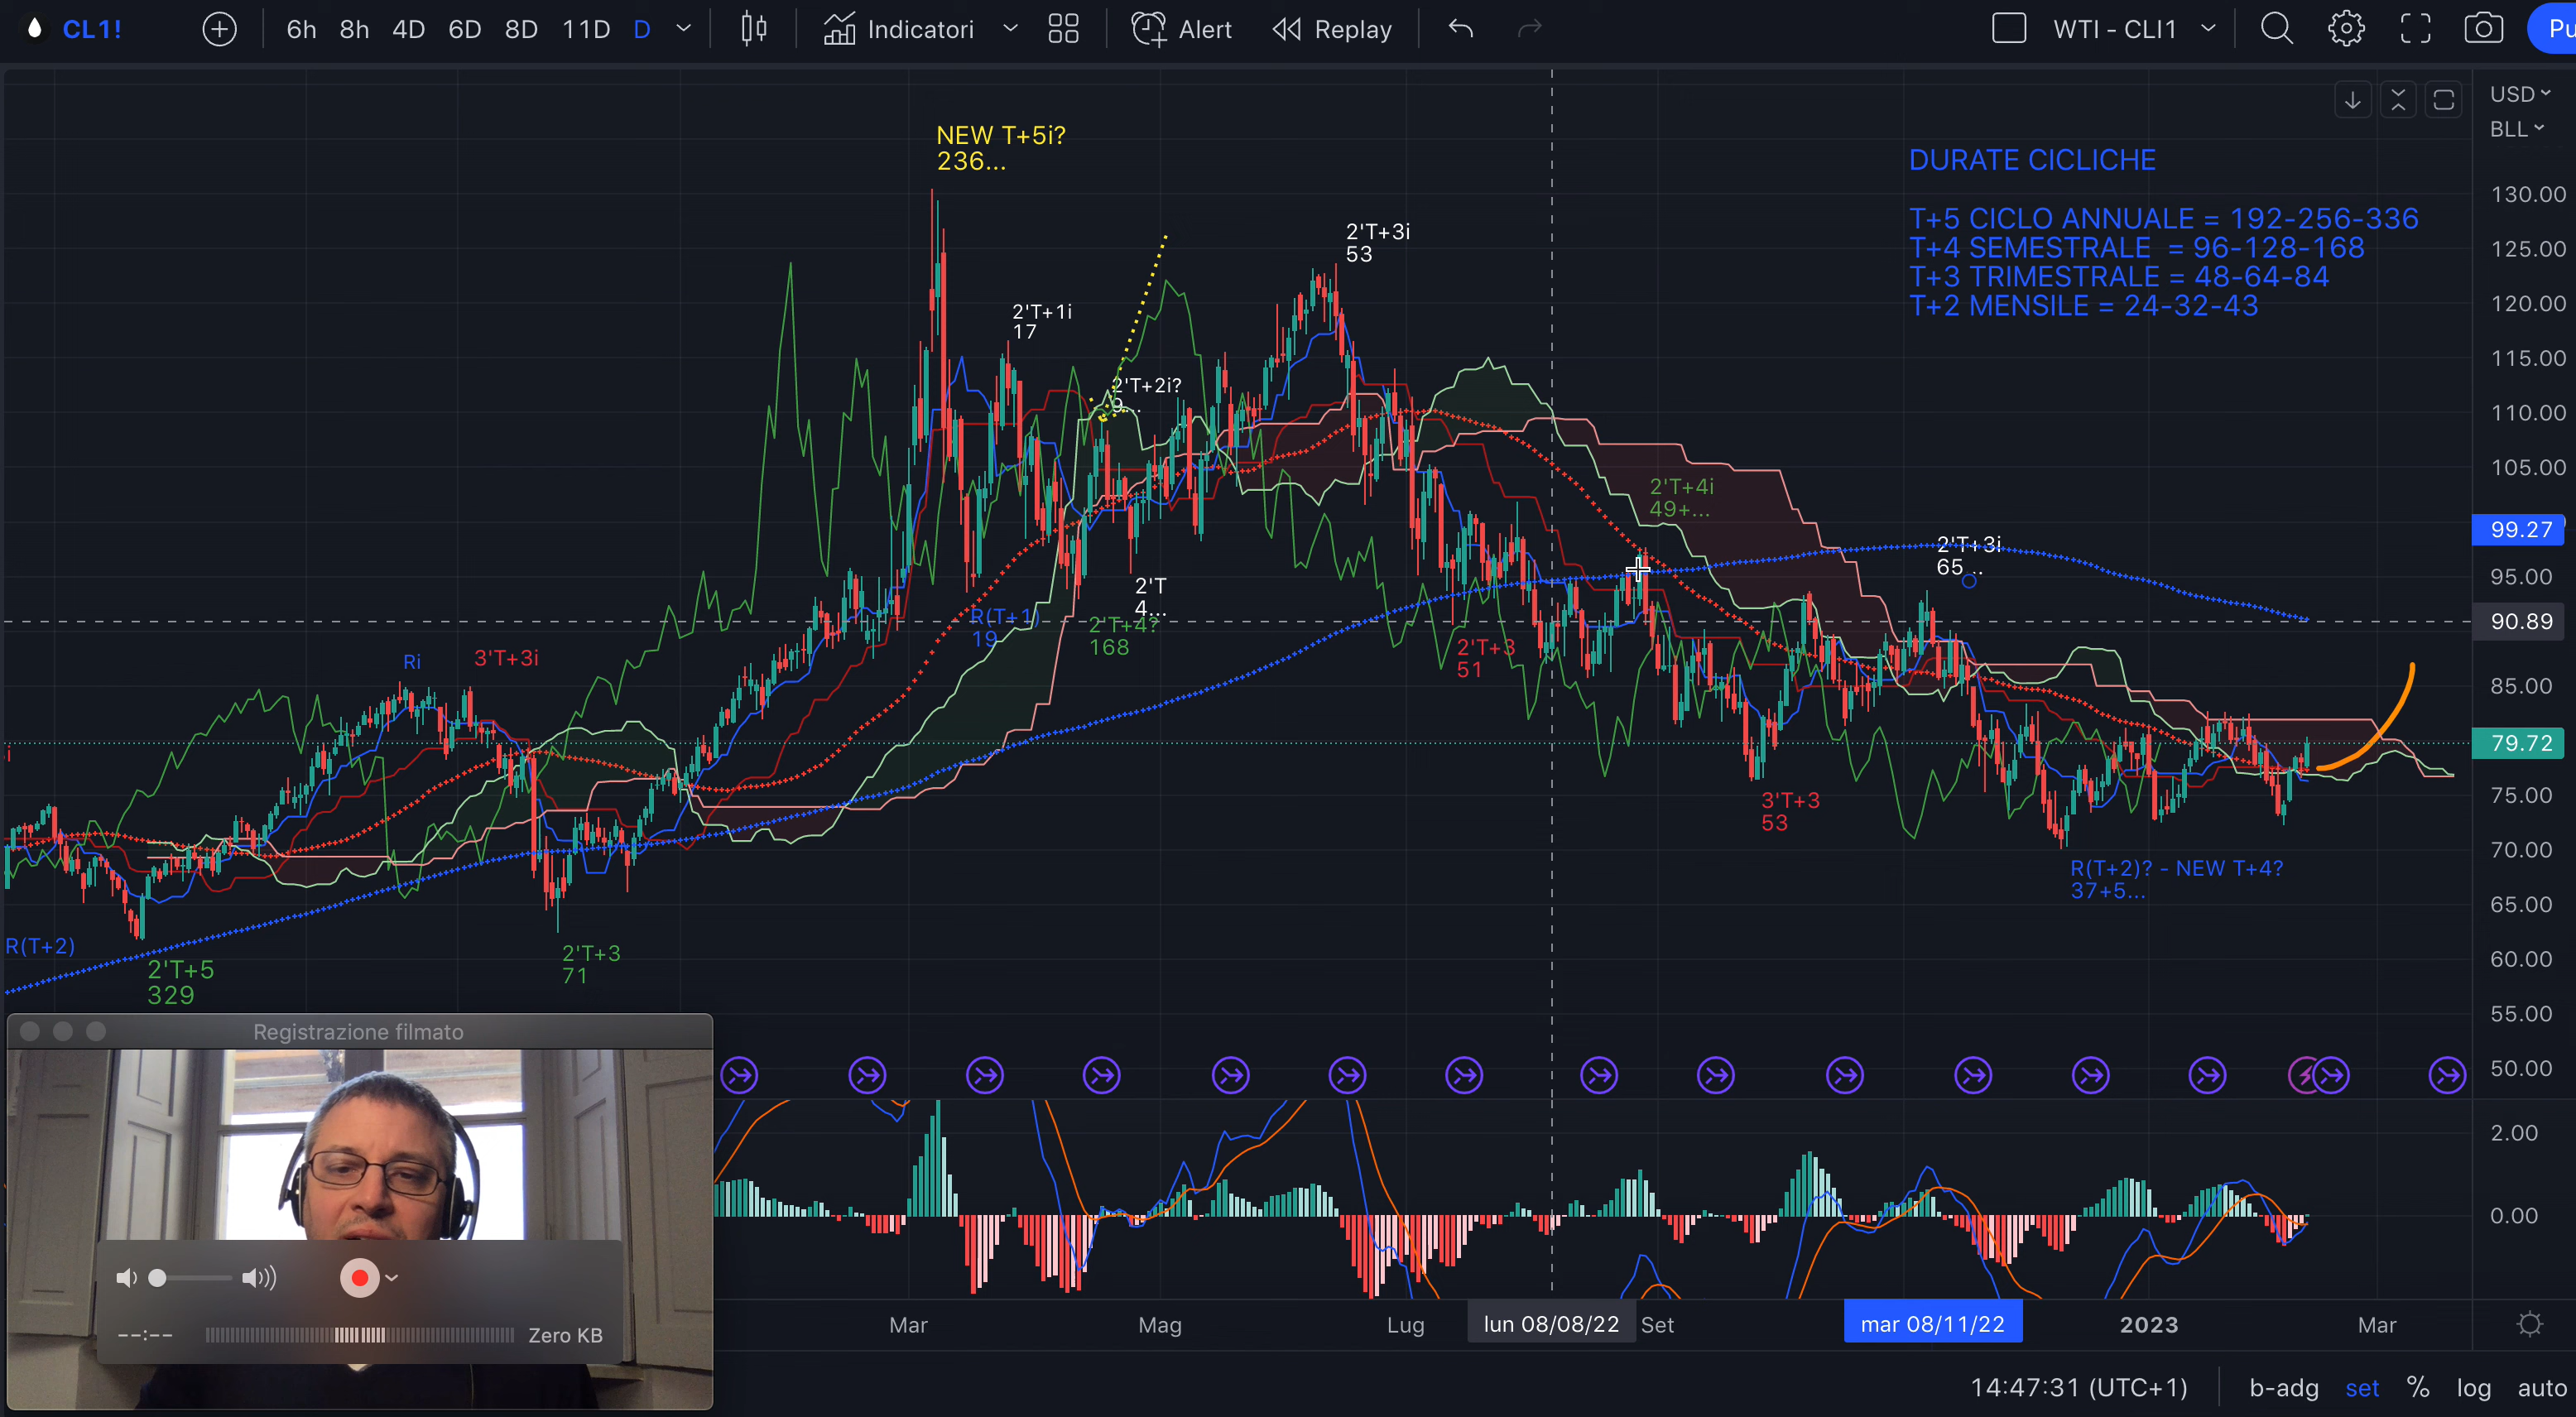 CL1!
6h 8h 4D 6D 8D 11D D
Indicatori
Alert
Replay
WTI - CLI1
Pu
USD
BLL
NEW T+5i?
236...
DURATE CICLICHE
T+5 CICLO ANNUALE = 192-256-336
T+4 SEMESTRALE = 96-128-168
T+3 TRIMESTRALE = 48-64-84
T+2 MENSILE = 24-32-43
2'T+3i
53
2'T+1i
17
2'T+2i?
9...
2'T+4i
49+...
2'T+3i
65...
2'T
4...
R(T+1)
19
2'T+4?
168
2'T+3
51
Ri
3'T+3i
i
3'T+3
53
R(T+2)? - NEW T+4?
37+5...
R(T+2)
2'T+5
329
2'T+3
71
130.00
125.00
120.00
115.00
110.00
105.00
99.27
95.00
90.89
85.00
79.72
75.00
70.00
65.00
60.00
55.00
50.00
2.00
0.00
Registrazione filmato
--:--
Zero KB
Mar
Mag
Lug
lun 08/08/22
Set
mar 08/11/22
2023
Mar
14:47:31 (UTC+1)
b-adg
set
%
log
auto